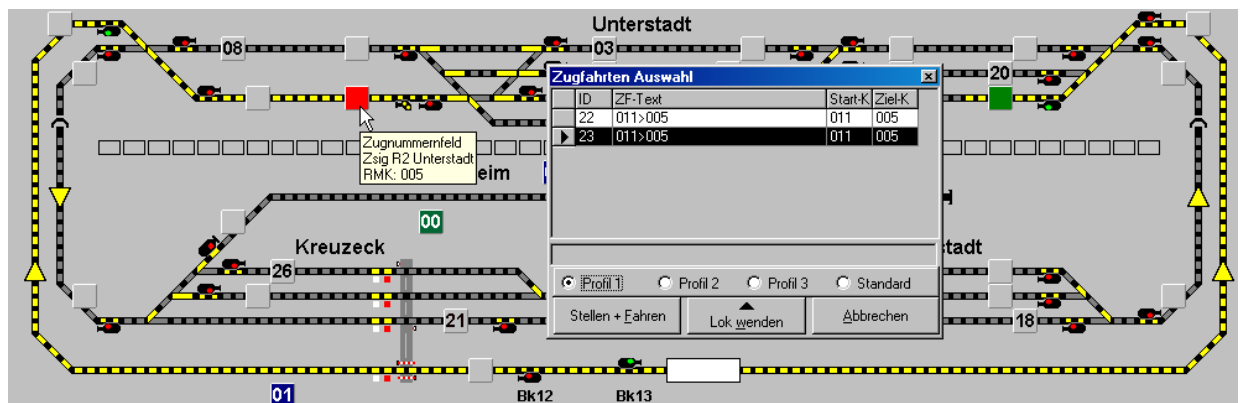 Unterstadt
08
03
Zugfahrten Auswahl
20
ID ZF-Text Start-K Ziel-K
22 011>005 011 005
23 011>005 011 005
Zugnummernfeld
Zsig R2 Unterstadt
RMK: 005
eim
00
Kreuzeck
stadt
26
Profil 1 Profil 2 Profil 3 Standard
Stellen + Fahren Lok wenden Abbrechen
21
18
01
Bk12
Bk13